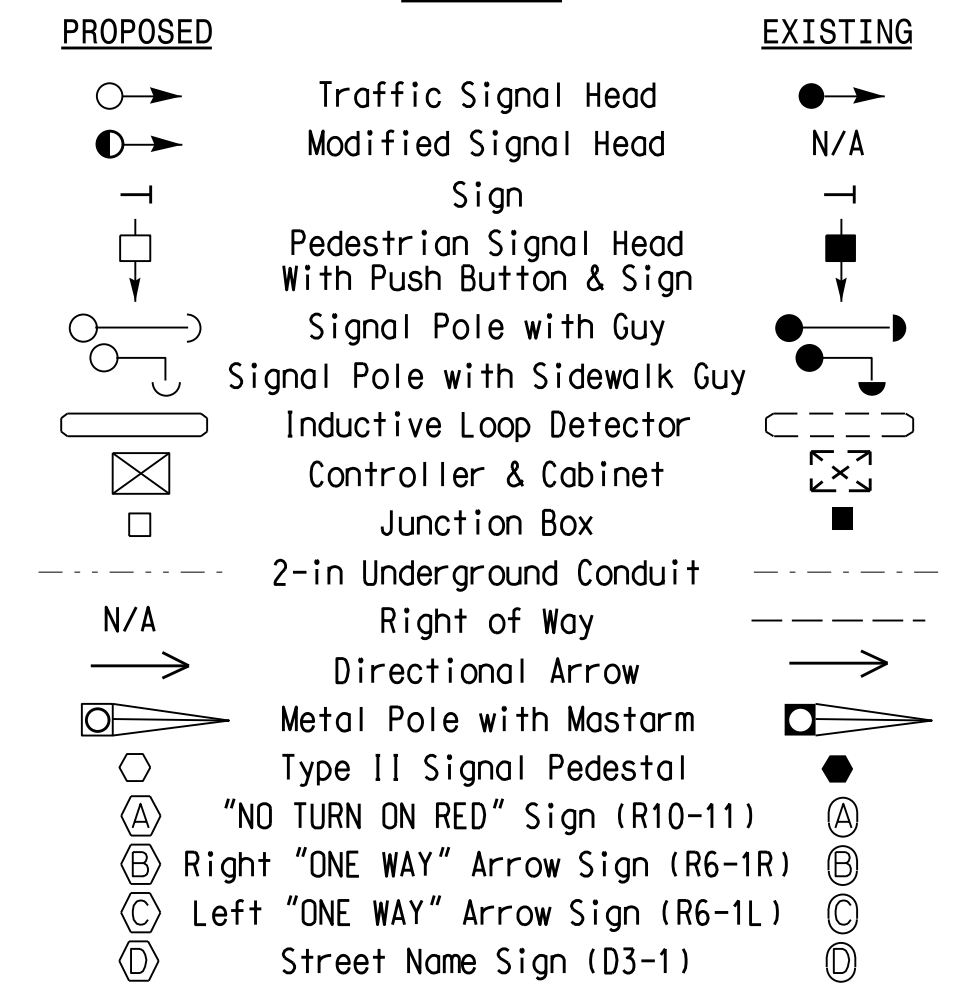 PROPOSED EXISTING
Traffic Signal Head
Modified Signal Head N/A
Sign
Pedestrian Signal Head
With Push Button & Sign
Signal Pole with Guy
Signal Pole with Sidewalk Guy
Inductive Loop Detector
Controller & Cabinet
Junction Box
2-in Underground Conduit
N/A Right of Way
Directional Arrow
Metal Pole with Mastarm
Type II Signal Pedestal
A "NO TURN ON RED" Sign (R10-11) A
B Right "ONE WAY" Arrow Sign (R6-1R) B
C Left "ONE WAY" Arrow Sign (R6-1L) C
D Street Name Sign (D3-1) D